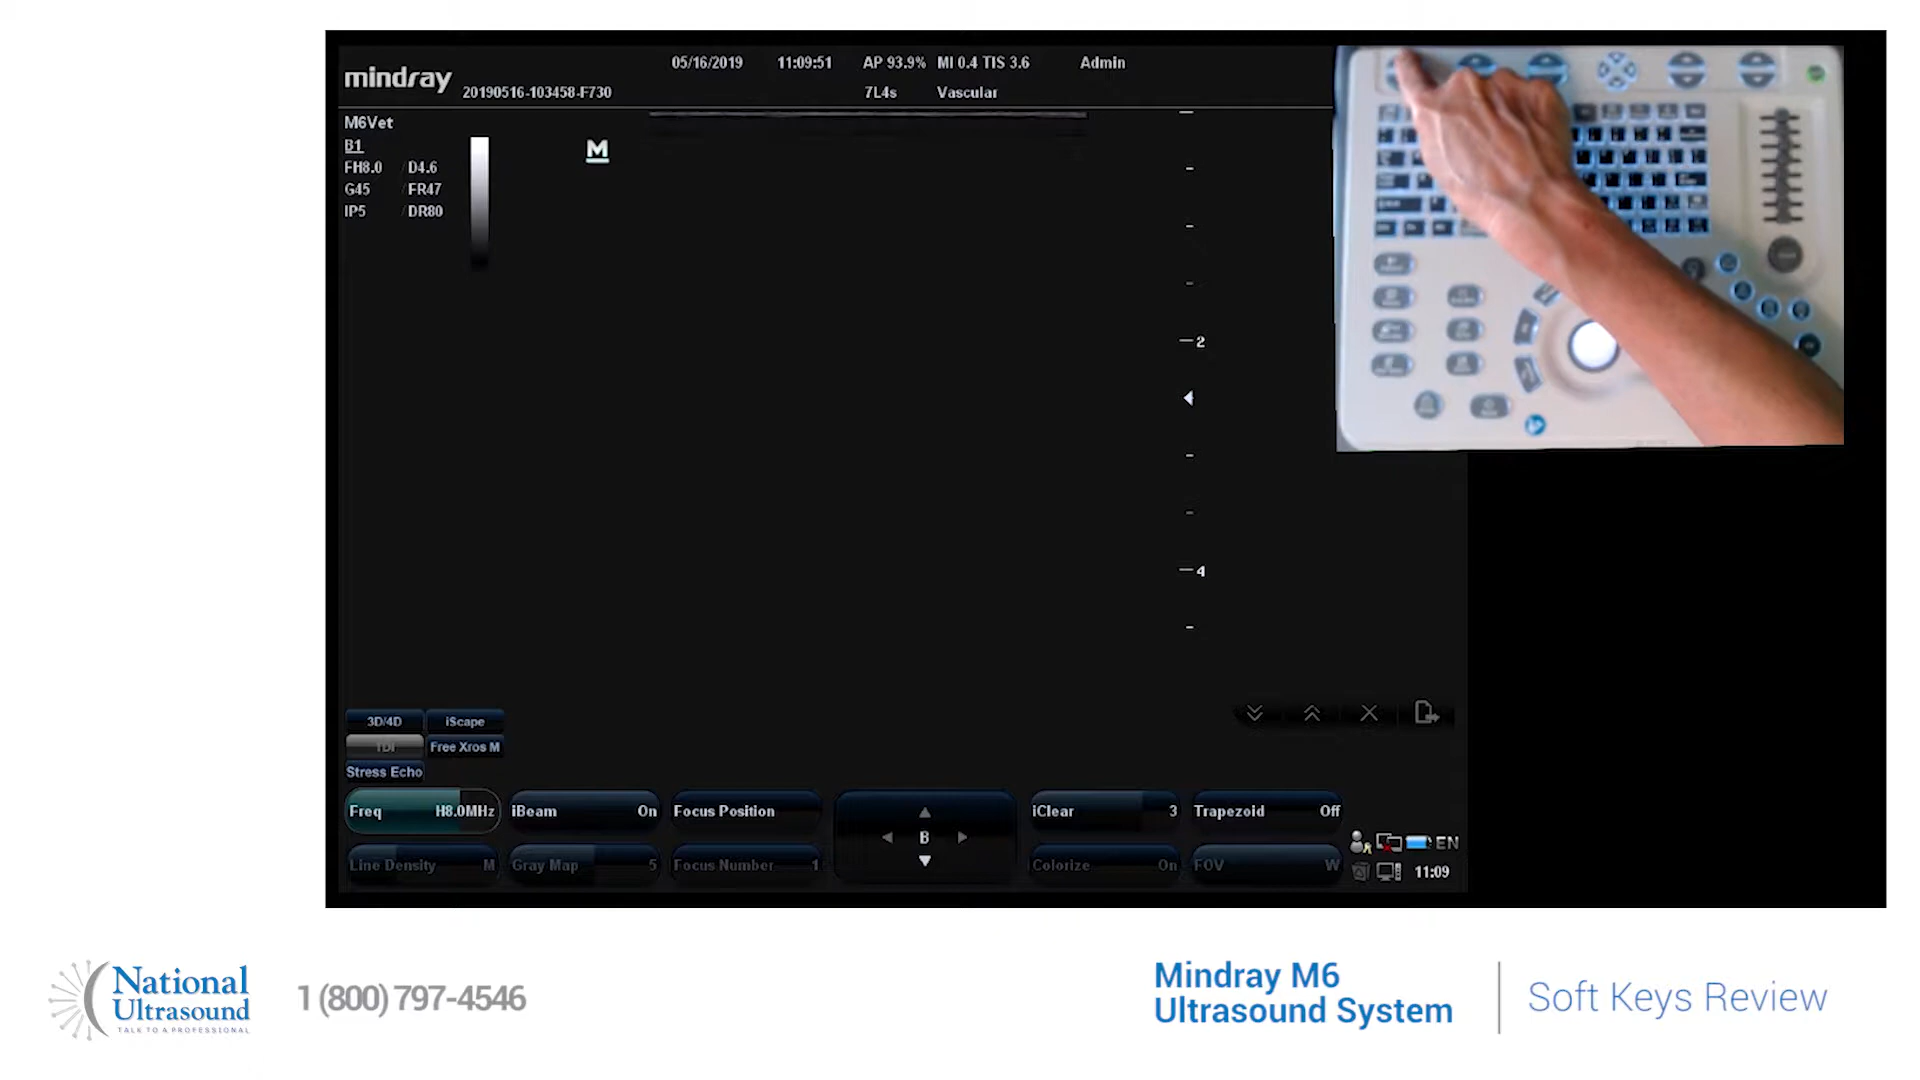 mindray
05/16/2019 11:09:51 AP 93.9% MI 0.4 TIS 3.6 Admin
20190516-103458-F730 7L4s Vascular
M6Vet
B1
FH8.0 / D4.6
G45 / FR47
IP5 / DR80
M
2
4
3D/4D iScape
TDI Free Xros M
Stress Echo
Freq H8.0MHz iBeam On Focus Position B iClear 3 Trapezoid Off
Line Density M Gray Map 5 Focus Number 1 Colorize On FOV W
EN
11:09
National
Ultrasound
TALK TO A PROFESSIONAL
1 (800) 797-4546
Mindray M6
Ultrasound System
Soft Keys Review